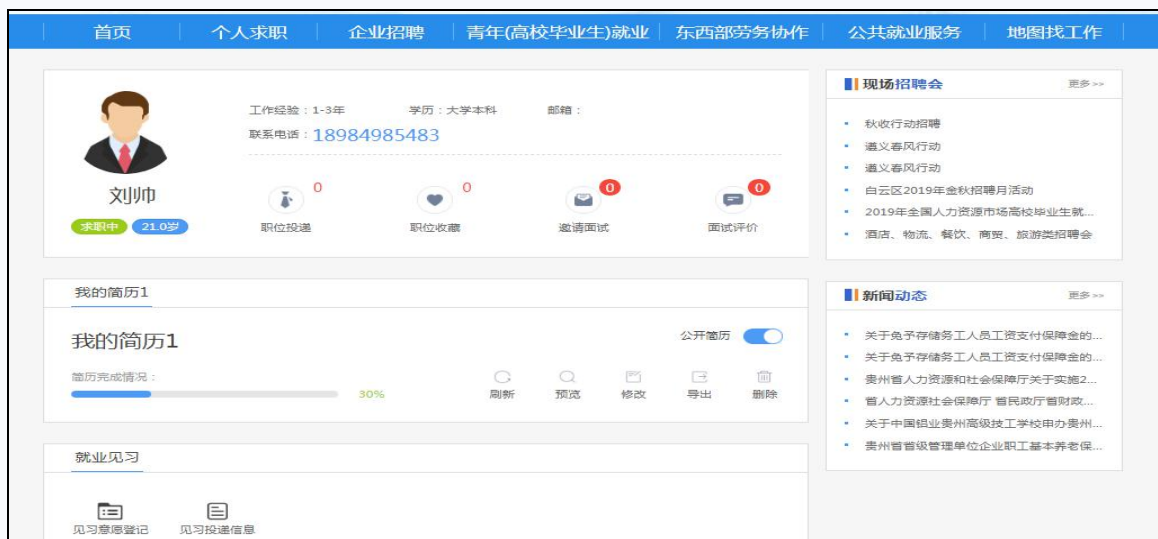 首页 个人求职 企业招聘 青年(高校毕业生)就业 东西部劳务协作 公共就业服务 地图找工作
工作经验：1-3年 学历：大学本科 邮箱：
联系电话：18984985483
刘帅
求职中 21.0岁
0 0 0 0
职位投递 职位收藏 邀请面试 面试评价
我的简历1
我的简历1
公开简历
简历完成情况：
30%
刷新 预览 修改 导出 删除
就业见习
见习意愿登记 见习投递信息
现场招聘会 更多>>
秋收行动招聘
遵义春风行动
遵义春风行动
白云区2019年金秋招聘月活动
2019年全国人力资源市场高校毕业生就...
酒店、物流、餐饮、商贸、旅游类招聘会
新闻动态 更多>>
关于免予存储务工人员工资支付保障金的...
关于免予存储务工人员工资支付保障金的...
贵州省人力资源和社会保障厅关于实施2...
省人力资源社会保障厅 省民政厅省财政...
关于中国铝业贵州高级技工学校申办贵州...
贵州省省级管理单位企业职工基本养老保...